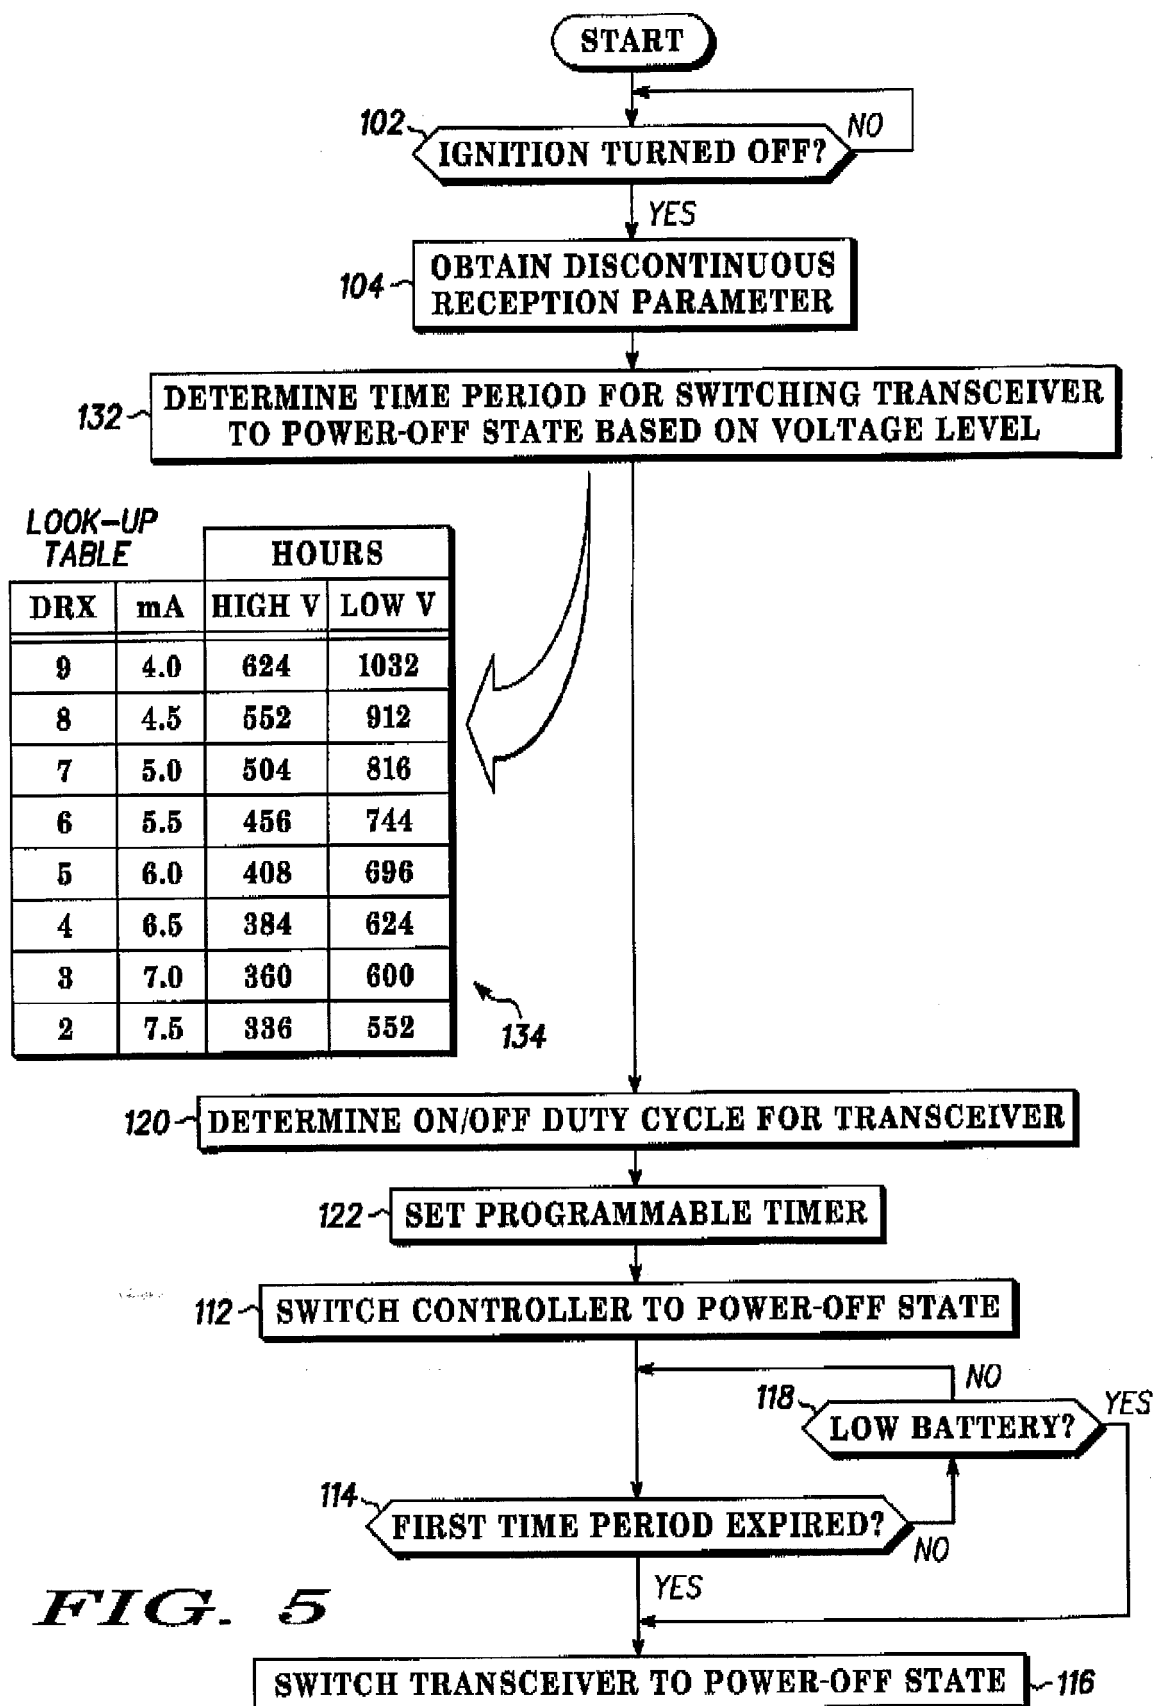 START
102
IGNITION TURNED OFF?
NO
YES
104
OBTAIN DISCONTINUOUS
RECEPTION PARAMETER
132
DETERMINE TIME PERIOD FOR SWITCHING TRANSCEIVER
TO POWER-OFF STATE BASED ON VOLTAGE LEVEL
LOOK-UP
TABLE
HOURS
DRX mA HIGH V LOW V
9 4.0 624 1032
8 4.5 552 912
7 5.0 504 816
6 5.5 456 744
5 6.0 408 696
4 6.5 384 624
3 7.0 360 600
2 7.5 336 552
134
120
DETERMINE ON/OFF DUTY CYCLE FOR TRANSCEIVER
122
SET PROGRAMMABLE TIMER
112
SWITCH CONTROLLER TO POWER-OFF STATE
NO
118
LOW BATTERY?
YES
114
FIRST TIME PERIOD EXPIRED?
NO
YES
FIG. 5
SWITCH TRANSCEIVER TO POWER-OFF STATE
116